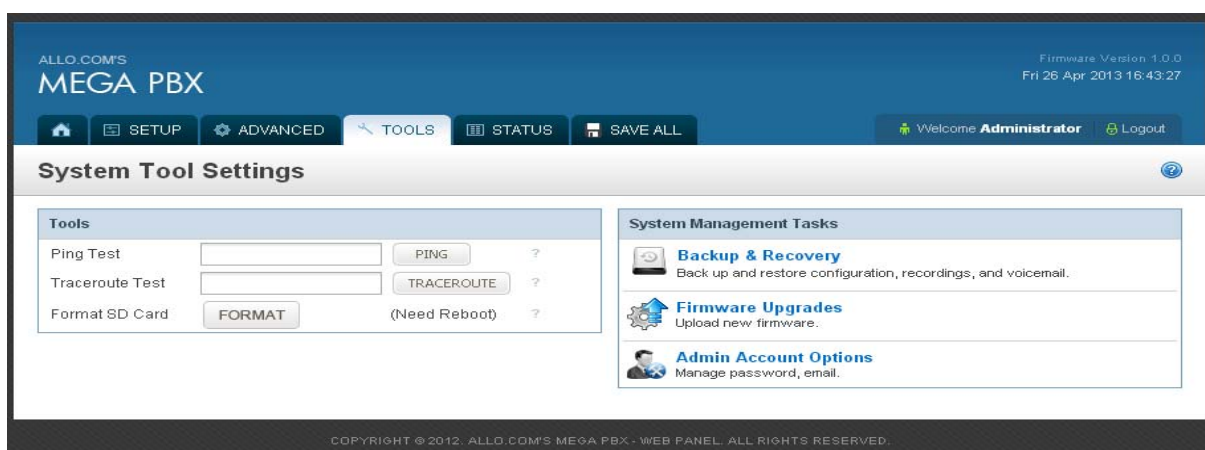 ALLO.COM'S
MEGA PBX
Firmware Version 1.0.0
Fri 26 Apr 2013 16:43:27
SETUP
ADVANCED
TOOLS
STATUS
SAVE ALL
Welcome Administrator
Logout
System Tool Settings
?
Tools
Ping Test
PING
?
Traceroute Test
TRACEROUTE
?
Format SD Card
FORMAT
(Need Reboot)
?
System Management Tasks
Backup & Recovery
Back up and restore configuration, recordings, and voicemail.
Firmware Upgrades
Upload new firmware.
Admin Account Options
Manage password, email.
COPYRIGHT © 2012. ALLO.COM'S MEGA PBX - WEB PANEL. ALL RIGHTS RESERVED.